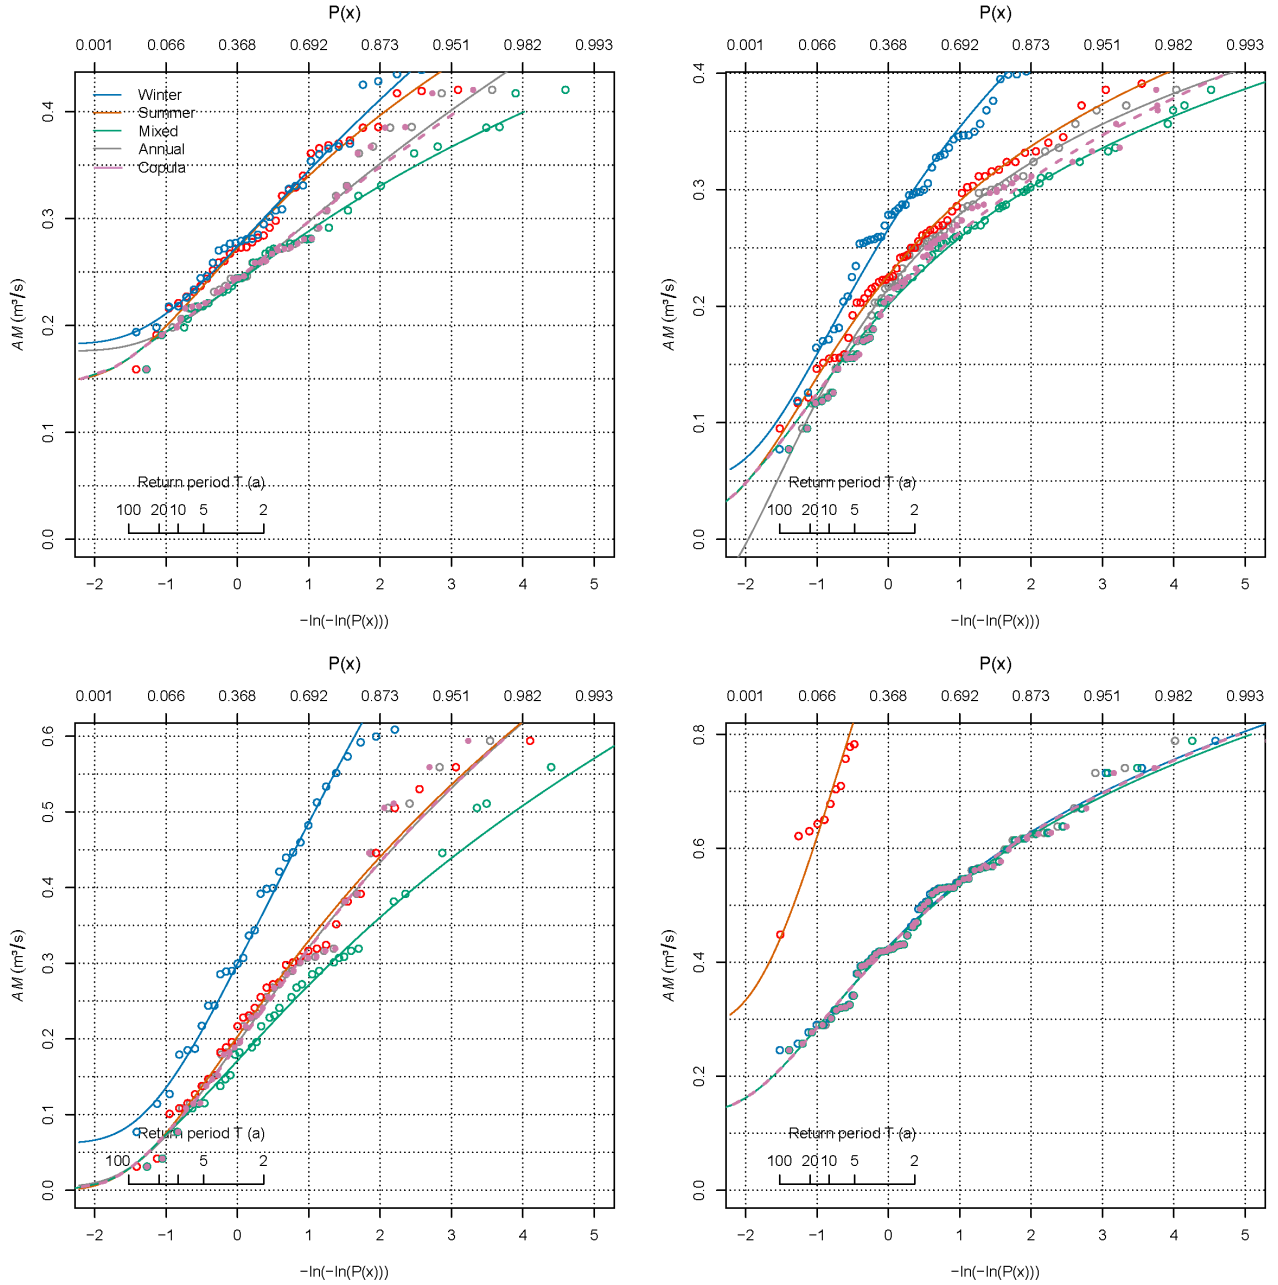 P(x)
0.001 0.066 0.368 0.692 0.873 0.951 0.982 0.993
Winter
Summer
Mixed
Annual
Copula
AM (m³/s)
0.0 0.1 0.2 0.3 0.4
Return period T (a)
100 20 10 5 2
−2 −1 0 1 2 3 4 5
−ln(−ln(P(x)))
P(x)
0.001 0.066 0.368 0.692 0.873 0.951 0.982 0.993
AM (m³/s)
0.0 0.1 0.2 0.3 0.4
Return period T (a)
100 20 10 5 2
−2 −1 0 1 2 3 4 5
−ln(−ln(P(x)))
P(x)
0.001 0.066 0.368 0.692 0.873 0.951 0.982 0.993
AM (m³/s)
0.0 0.1 0.2 0.3 0.4 0.5 0.6
Return period T (a)
100 5 2
−2 −1 0 1 2 3 4 5
−ln(−ln(P(x)))
P(x)
0.001 0.066 0.368 0.692 0.873 0.951 0.982 0.993
AM (m³/s)
0.0 0.2 0.4 0.6 0.8
Return period T (a)
100 20 10 5 2
−2 −1 0 1 2 3 4 5
−ln(−ln(P(x)))